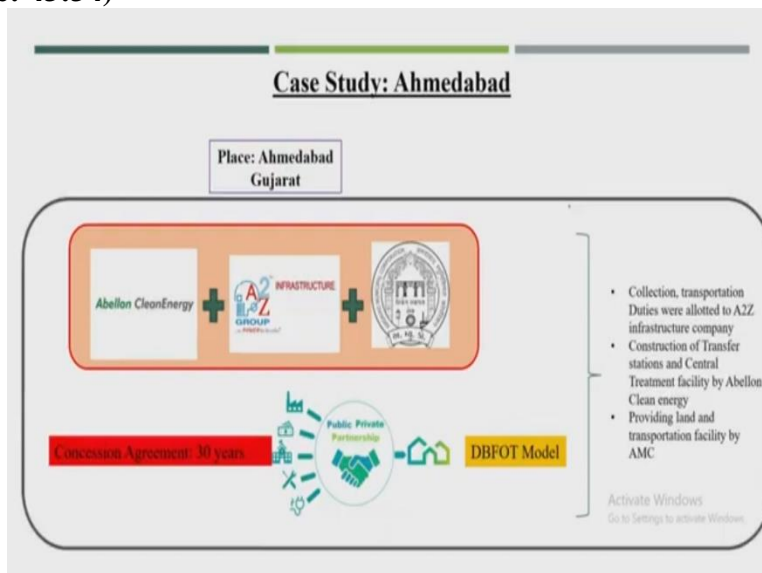 Case Study: Ahmedabad
Place: Ahmedabad
Gujarat
Abellon CleanEnergy
A2Z
INFRASTRUCTURE
GROUP
Public Private
Partnership
Concession Agreement: 30 years
DBFOT Model
• Collection, transportation
Duties were allotted to A2Z
infrastructure company
• Construction of Transfer
stations and Central
Treatment facility by Abellon
Clean energy
• Providing land and
transportation facility by
AMC
Activate Windows
Go to Settings to activate Windows.